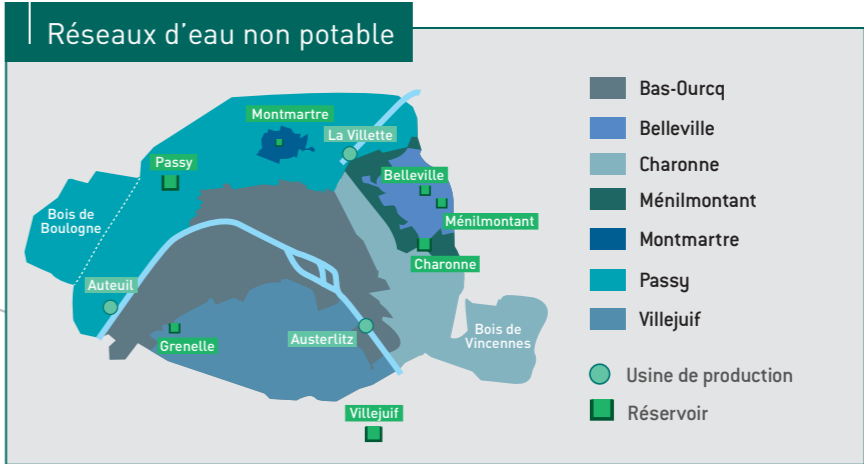 Réseaux d'eau non potable
Montmartre
La Villette
Passy
Belleville
Bois de
Boulogne
Ménilmontant
Charonne
Auteuil
Grenelle
Austerlitz
Bois de
Vincennes
Villejuif
Bas-Ourcq
Belleville
Charonne
Ménilmontant
Montmartre
Passy
Villejuif
Usine de production
Réservoir